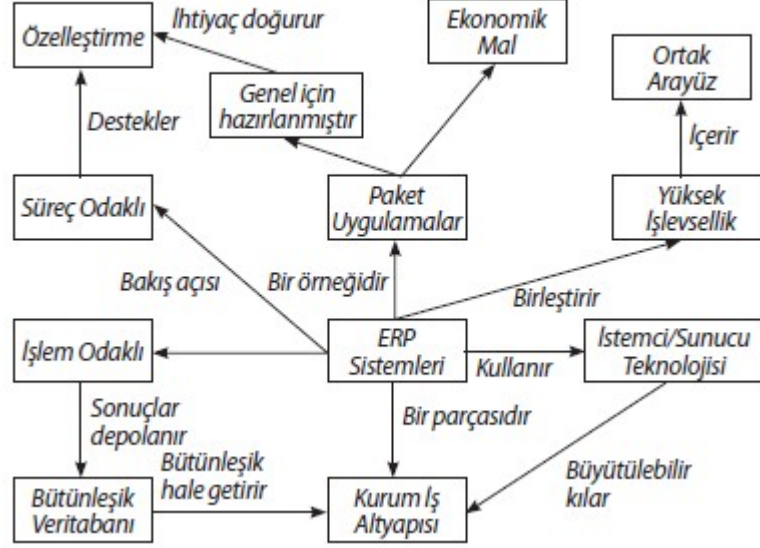 Özelleştirme
İhtiyaç doğurur
Ekonomik
Mal
Ortak
Arayüz
Genel için
hazırlanmıştır
Destekler
İçerir
Süreç Odaklı
Paket
Uygulamalar
Yüksek
İşlevsellik
Bakış açısı
Bir örneğidir
Birleştirir
İşlem Odaklı
ERP
Sistemleri
Kullanır
İstemci/Sunucu
Teknolojisi
Sonuçlar
depolanır
Bir parçasıdır
Bütünleşik
hale getirir
Büyütülebilir
kılar
Bütünleşik
Veritabanı
Kurum İş
Altyapısı